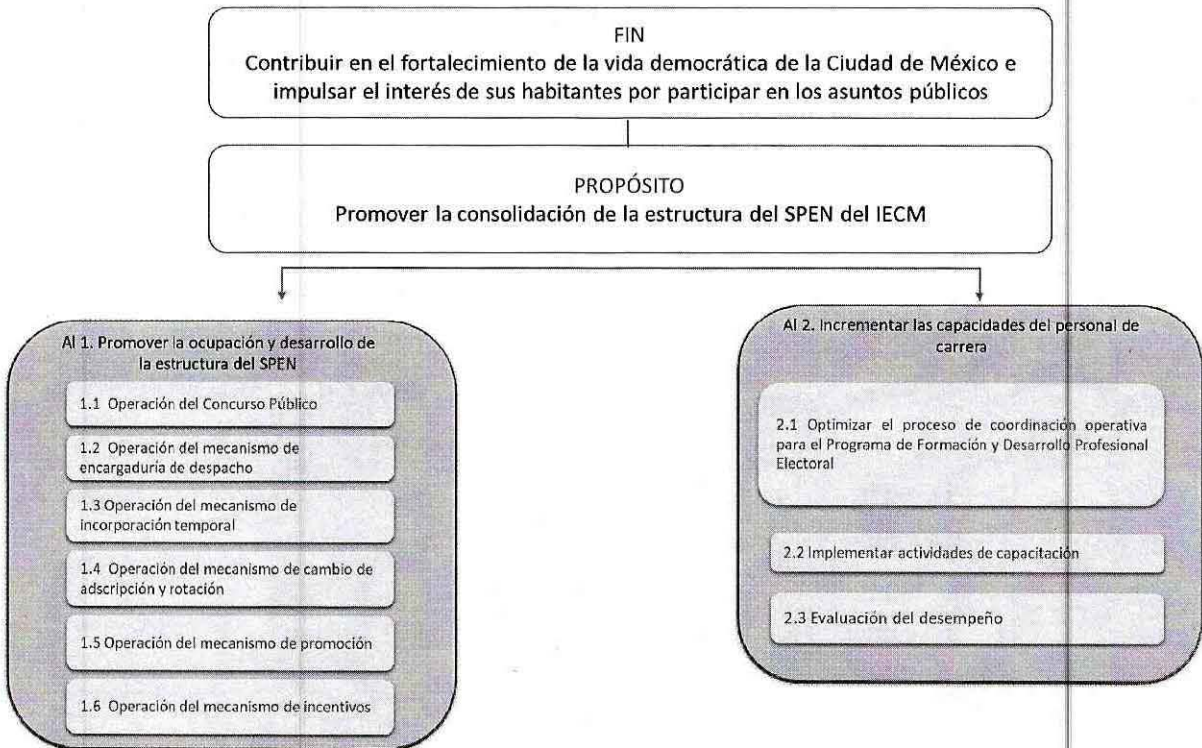 FIN
Contribuir en el fortalecimiento de la vida democrática de la Ciudad de México e
impulsar el interés de sus habitantes por participar en los asuntos públicos
PROPÓSITO
Promover la consolidación de la estructura del SPEN del IECM
AI 1. Promover la ocupación y desarrollo de
la estructura del SPEN
1.1 Operación del Concurso Público
1.2 Operación del mecanismo de
encargaduría de despacho
1.3 Operación del mecanismo de
incorporación temporal
1.4 Operación del mecanismo de cambio de
adscripción y rotación
1.5 Operación del mecanismo de promoción
1.6 Operación del mecanismo de incentivos
AI 2. Incrementar las capacidades del personal de
carrera
2.1 Optimizar el proceso de coordinación operativa
para el Programa de Formación y Desarrollo Profesional
Electoral
2.2 Implementar actividades de capacitación
2.3 Evaluación del desempeño